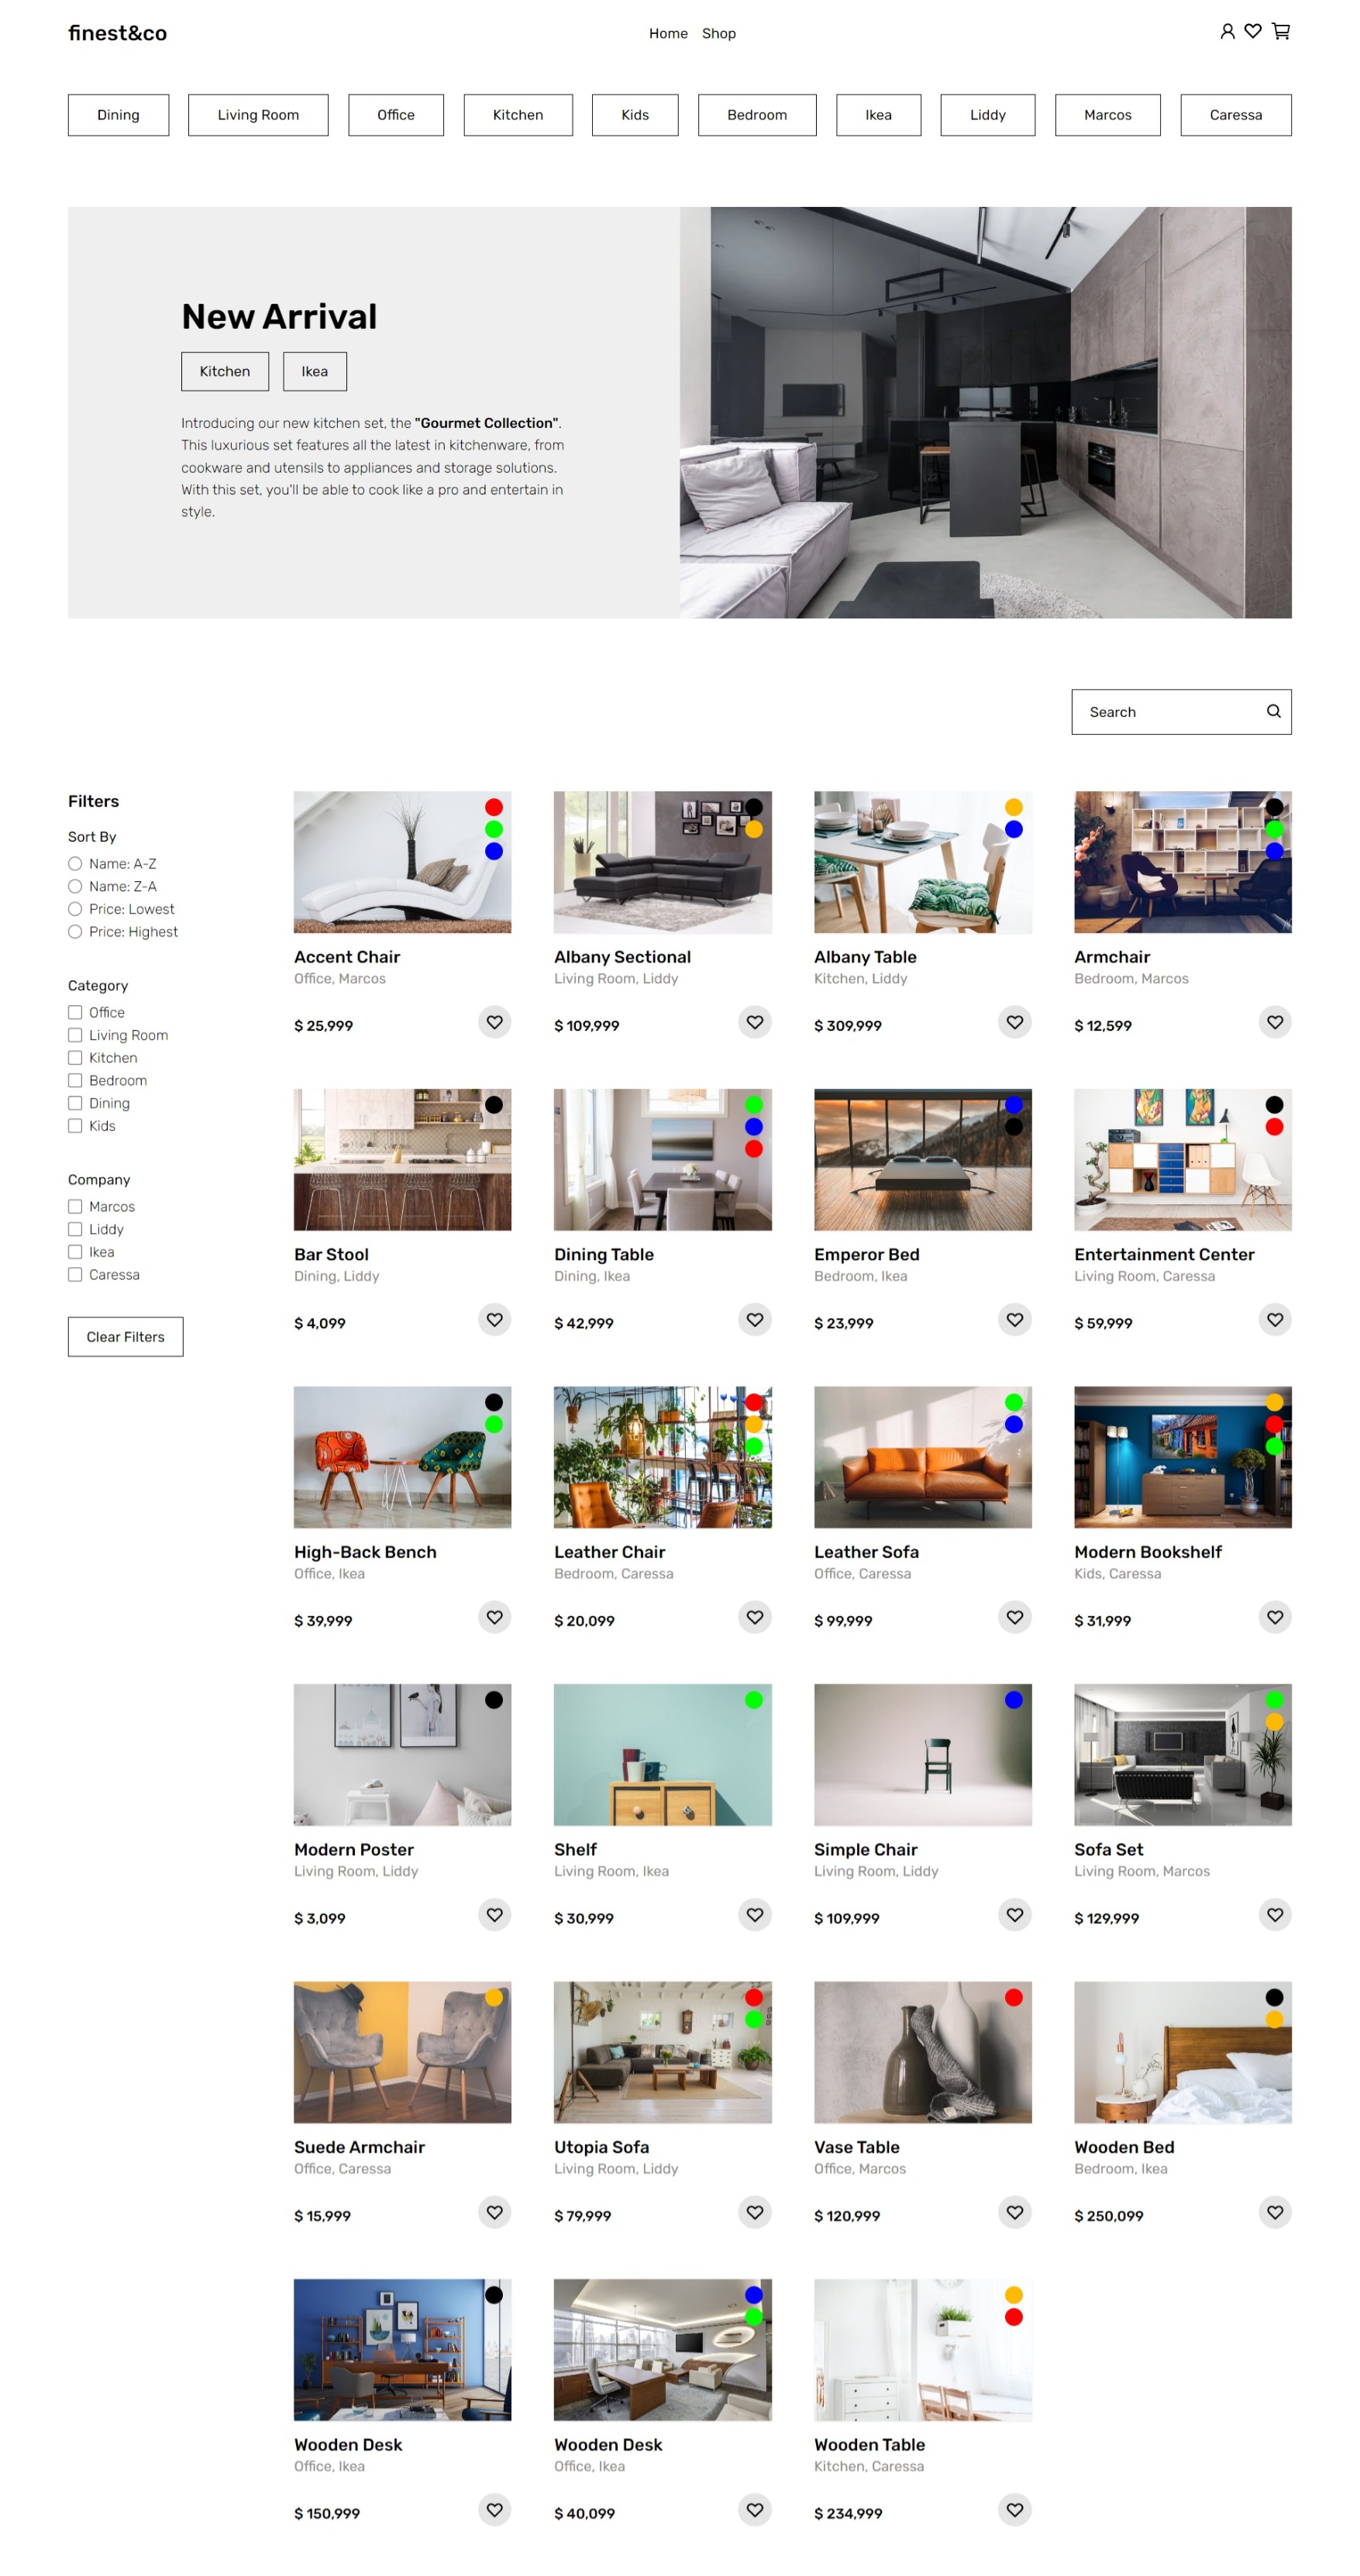 finest&co
Home Shop
Dining Living Room Office Kitchen Kids Bedroom Ikea Liddy Marcos Caressa
New Arrival
Kitchen Ikea
Introducing our new kitchen set, the "Gourmet Collection".
This luxurious set features all the latest in kitchenware, from
cookware and utensils to appliances and storage solutions.
With this set, you'll be able to cook like a pro and entertain in
style.
Search
Filters
Sort By
Name: A-Z
Name: Z-A
Price: Lowest
Price: Highest
Category
Office
Living Room
Kitchen
Bedroom
Dining
Kids
Company
Marcos
Liddy
Ikea
Caressa
Clear Filters
Accent Chair
Office, Marcos
$ 25,999
Albany Sectional
Living Room, Liddy
$ 109,999
Albany Table
Kitchen, Liddy
$ 309,999
Armchair
Bedroom, Marcos
$ 12,599
Bar Stool
Dining, Liddy
$ 4,099
Dining Table
Dining, Ikea
$ 42,999
Emperor Bed
Bedroom, Ikea
$ 23,999
Entertainment Center
Living Room, Caressa
$ 59,999
High-Back Bench
Office, Ikea
$ 39,999
Leather Chair
Bedroom, Caressa
$ 20,099
Leather Sofa
Office, Caressa
$ 99,999
Modern Bookshelf
Kids, Caressa
$ 31,999
Modern Poster
Living Room, Liddy
$ 3,099
Shelf
Living Room, Ikea
$ 30,999
Simple Chair
Living Room, Liddy
$ 109,999
Sofa Set
Living Room, Marcos
$ 129,999
Suede Armchair
Office, Caressa
$ 15,999
Utopia Sofa
Living Room, Liddy
$ 79,999
Vase Table
Office, Marcos
$ 120,999
Wooden Bed
Bedroom, Ikea
$ 250,099
Wooden Desk
Office, Ikea
$ 150,999
Wooden Desk
Office, Ikea
$ 40,099
Wooden Table
Kitchen, Caressa
$ 234,999